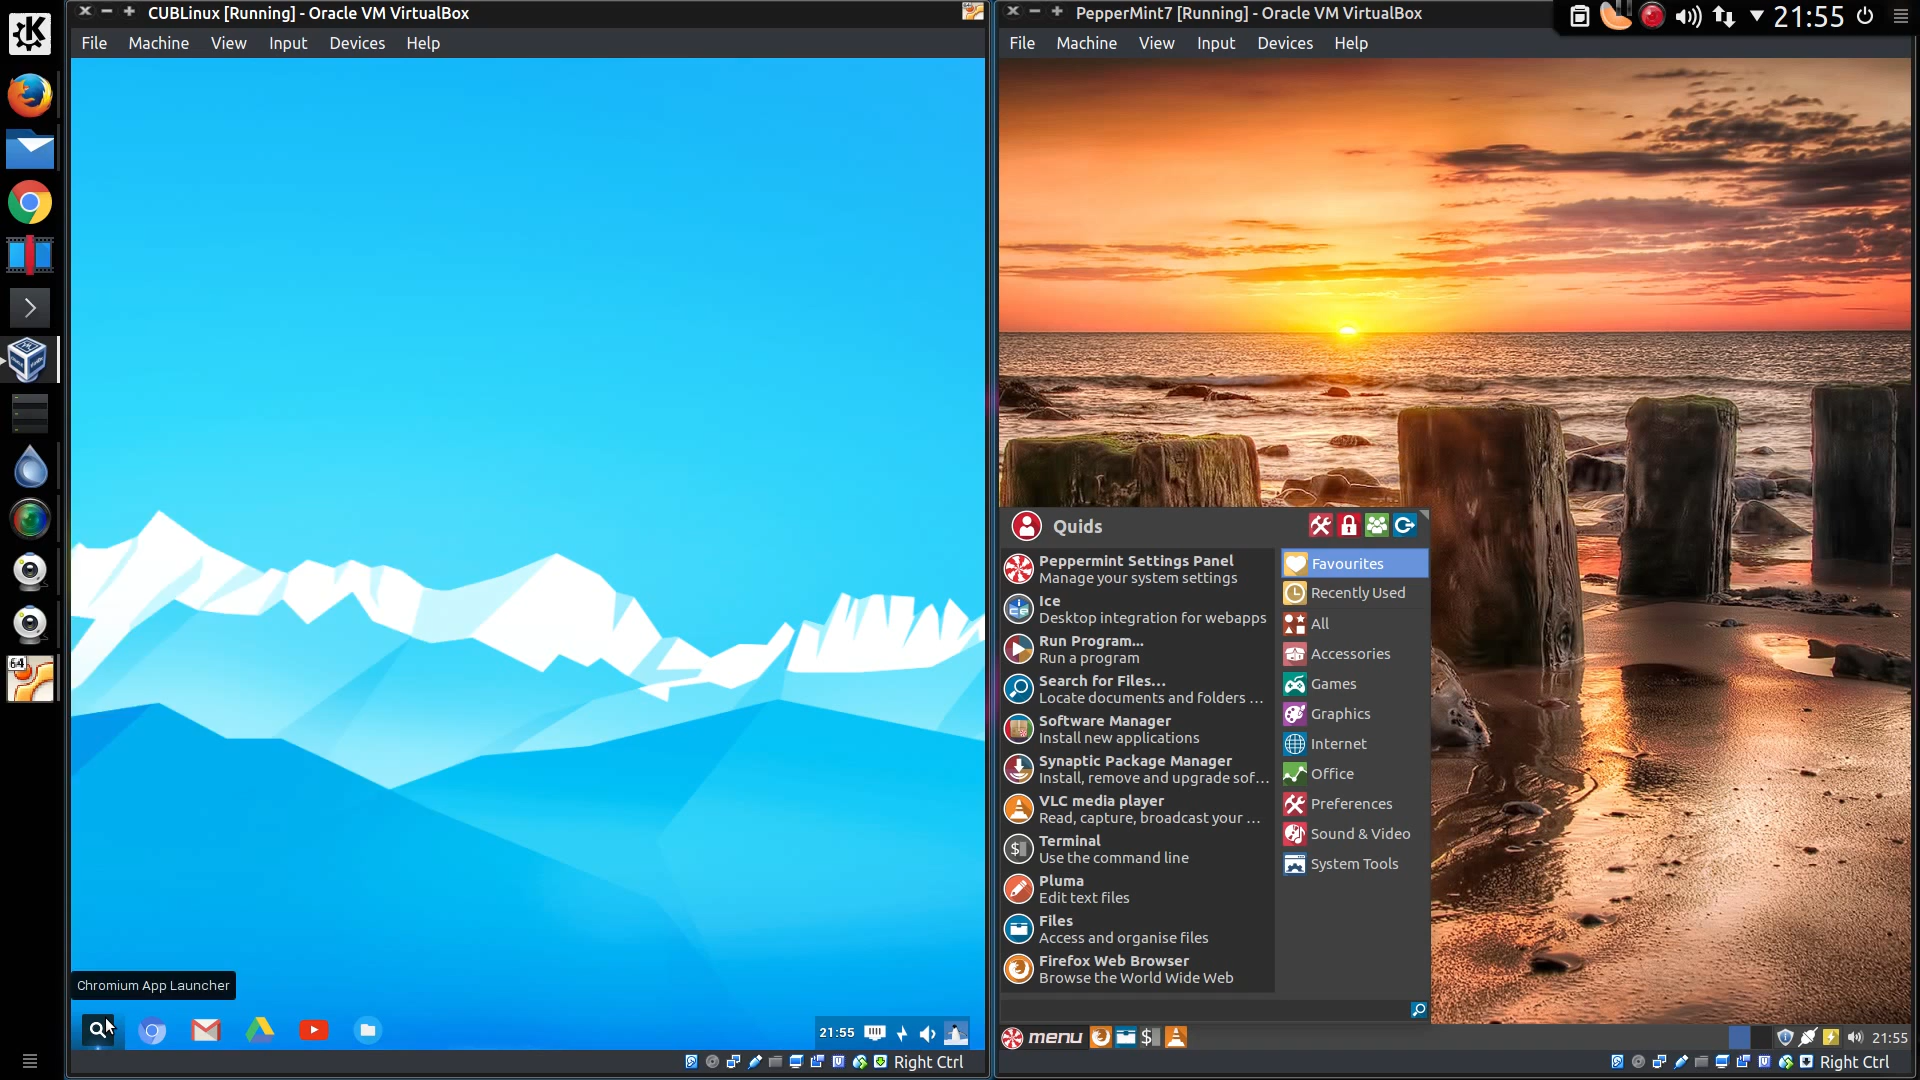 CUBLinux [Running] - Oracle VM VirtualBox
File Machine View Input Devices Help
Chromium App Launcher
21:55
Right Ctrl
PepperMint7 [Running] - Oracle VM VirtualBox
21:55
File Machine View Input Devices Help
Quids
Peppermint Settings Panel
Manage your system settings
Ice
Desktop integration for webapps
Run Program...
Run a program
Search for Files...
Locate documents and folders ...
Software Manager
Install new applications
Synaptic Package Manager
Install, remove and upgrade sof...
VLC media player
Read, capture, broadcast your ...
Terminal
Use the command line
Pluma
Edit text files
Files
Access and organise files
Firefox Web Browser
Browse the World Wide Web
Favourites
Recently Used
All
Accessories
Games
Graphics
Internet
Office
Preferences
Sound & Video
System Tools
menu
21:55
Right Ctrl
64